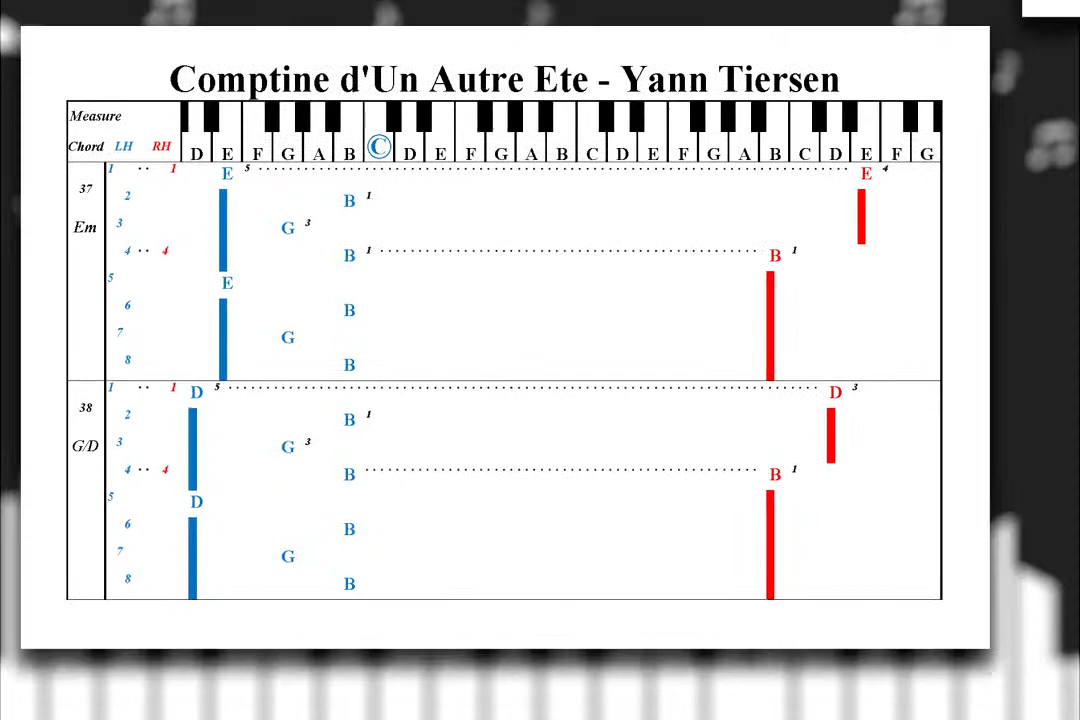 Comptine d'Un Autre Ete - Yann Tiersen
Measure
Chord LH RH D E F G A B C D E F G A B C D E F G A B C D E F G
1 1 E 5 E 4
37 2 B 1
Em 3 G 3
4 4 B 1 B 1
5 E
6 B
7 G
8 B
1 1 D 5 D 3
38 2 B 1
G/D 3 G 3
4 4 B B 1
5 D
6 B
7 G
8 B